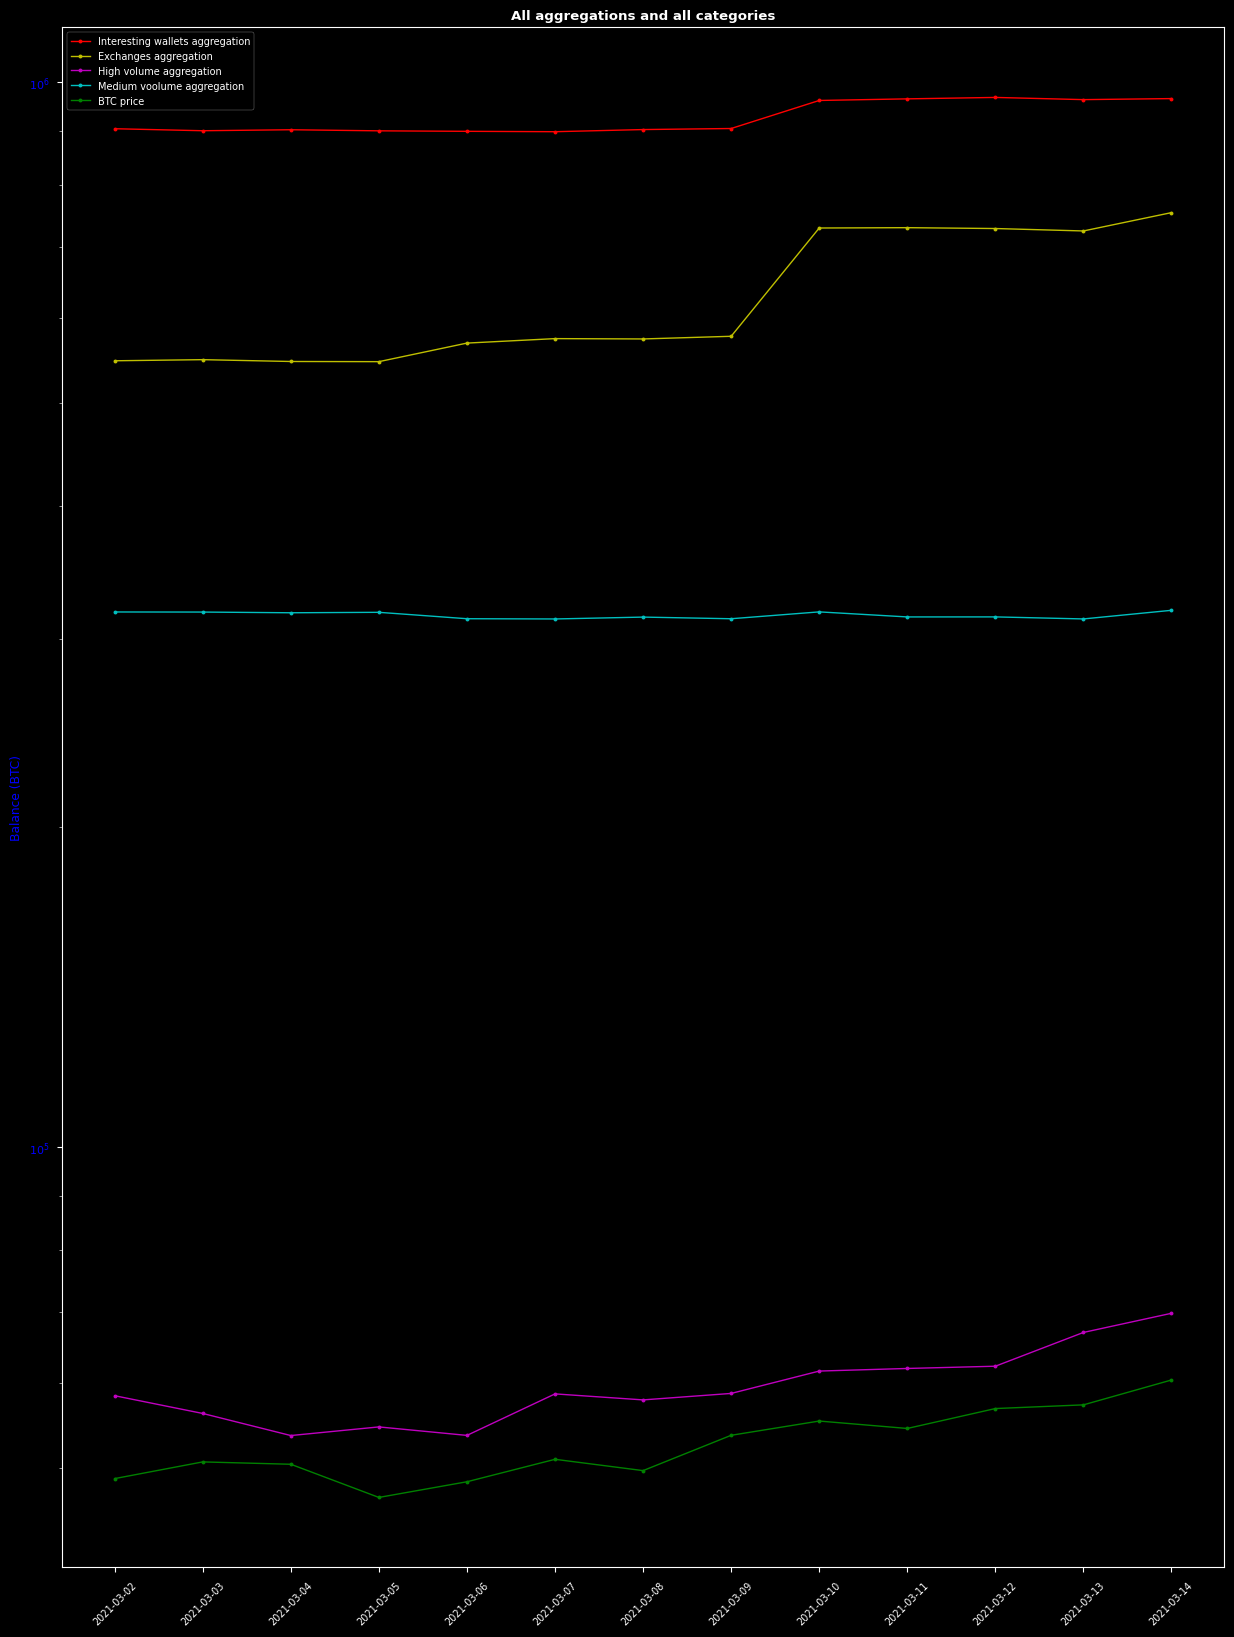 All aggregations and all categories
Interesting wallets aggregation
Exchanges aggregation
High volume aggregation
Medium voolume aggregation
BTC price
10⁶
10⁵
Balance (BTC)
2021-03-02
2021-03-03
2021-03-04
2021-03-05
2021-03-06
2021-03-07
2021-03-08
2021-03-09
2021-03-10
2021-03-11
2021-03-12
2021-03-13
2021-03-14